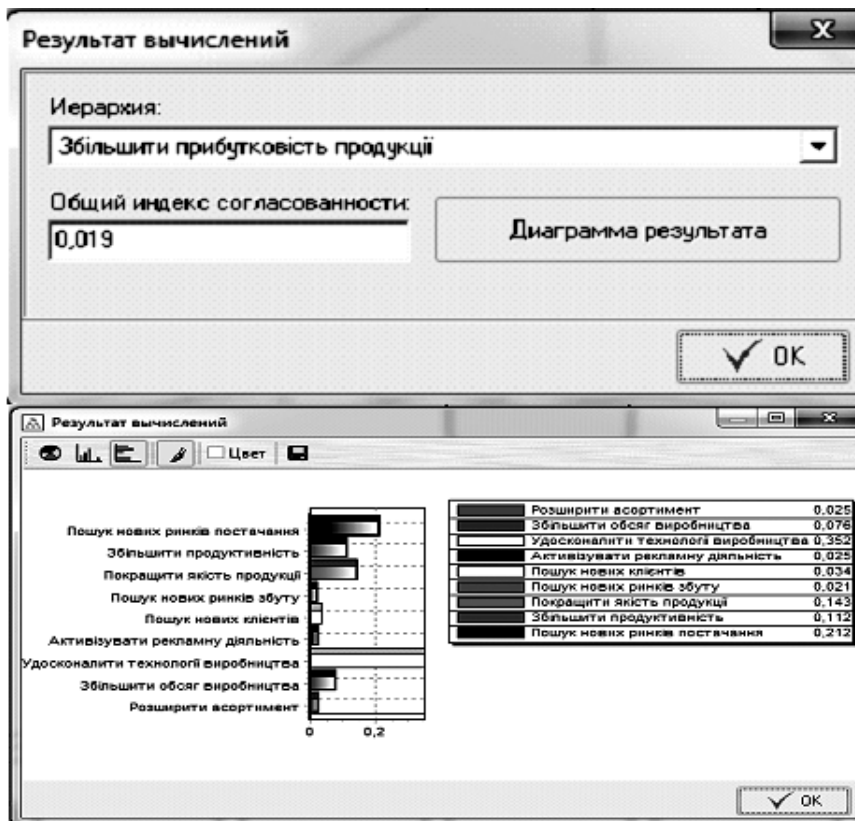 Результат вычислений
Иерархия:
Збільшити прибутковість продукції
Общий индекс согласованности:
0,019
Диаграмма результата
OK
Результат вычислений
Цвет
Пошук нових ринків постачання
Збільшити продуктивність
Покращити якість продукції
Пошук нових ринків збуту
Пошук нових клієнтів
Активізувати рекламну діяльність
Удосконалити технології виробництва
Збільшити обсяг виробництва
Розширити асортимент
0 0,2
Розширити асортимент 0,025
Збільшити обсяг виробництва 0,076
Удосконалити технології виробництва 0,352
Активізувати рекламну діяльність 0,025
Пошук нових клієнтів 0,034
Пошук нових ринків збуту 0,021
Покращити якість продукції 0,143
Збільшити продуктивність 0,112
Пошук нових ринків постачання 0,212
OK